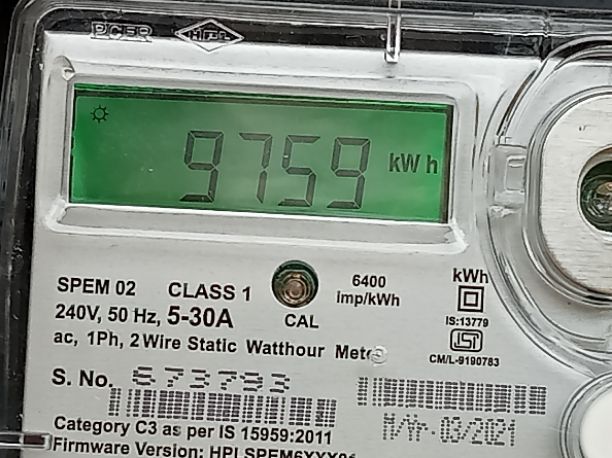 HPL
9759 kWh
SPEM 02 CLASS 1
6400 imp/kWh
kWh
240V, 50 Hz, 5-30A
CAL
IS:13779
ac, 1Ph, 2 Wire Static Watthour Meter
ISI
CM/L-9190783
S. No. 673793
M/Yr-03/2021
Category C3 as per IS 15959:2011
Firmware Version: